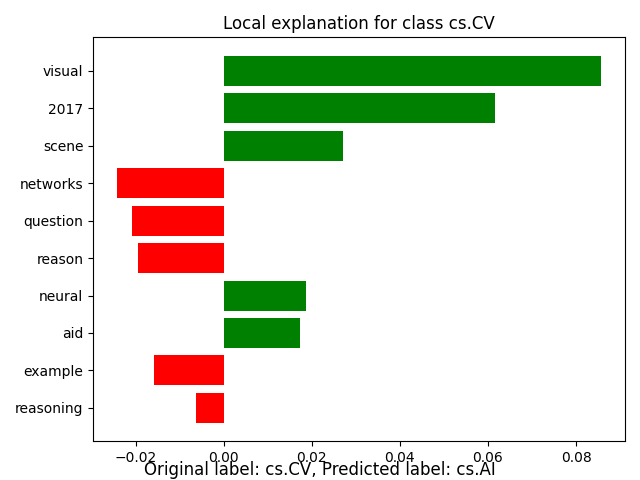 Local explanation for class cs.CV
visual
2017
scene
networks
question
reason
neural
aid
example
reasoning
−0.02 0.00 0.02 0.04 0.06 0.08
Original label: cs.CV, Predicted label: cs.AI